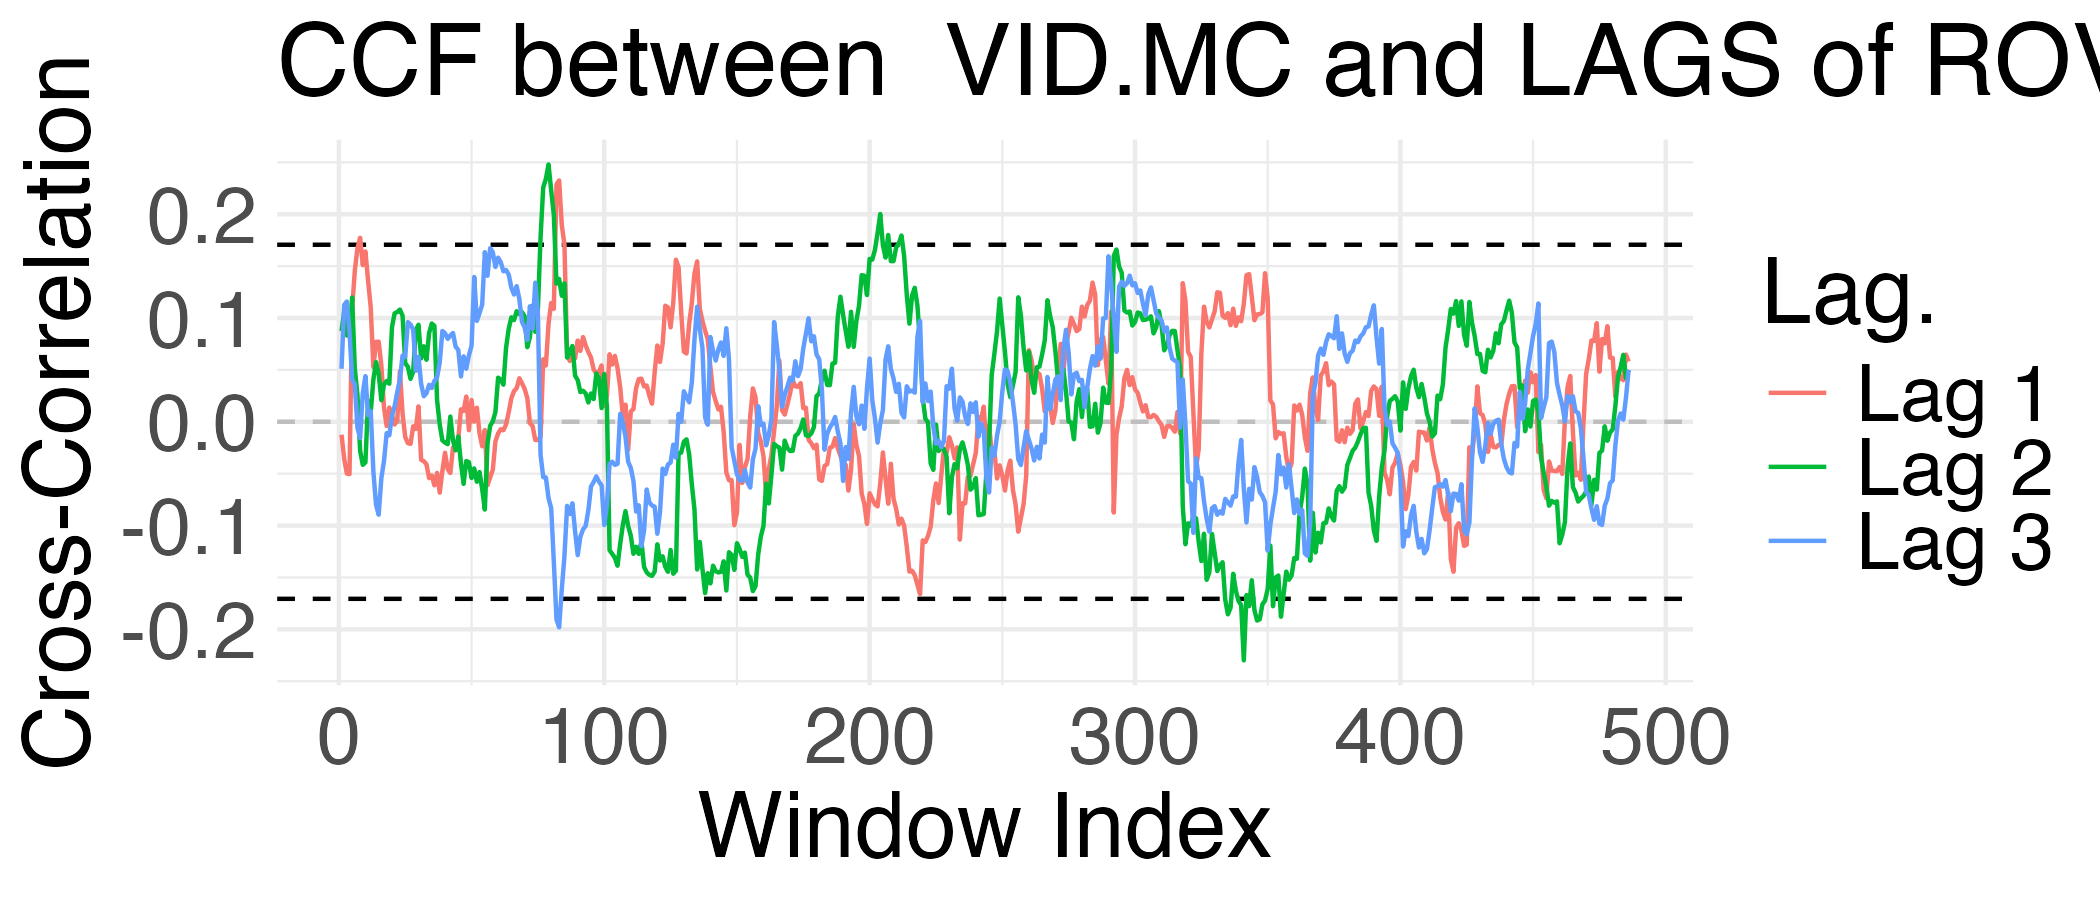 CCF between  VID.MC and LAGS of ROV
Cross-Correlation
0.2
0.1
0.0
-0.1
-0.2
0 100 200 300 400 500
Window Index
Lag.
Lag 1
Lag 2
Lag 3